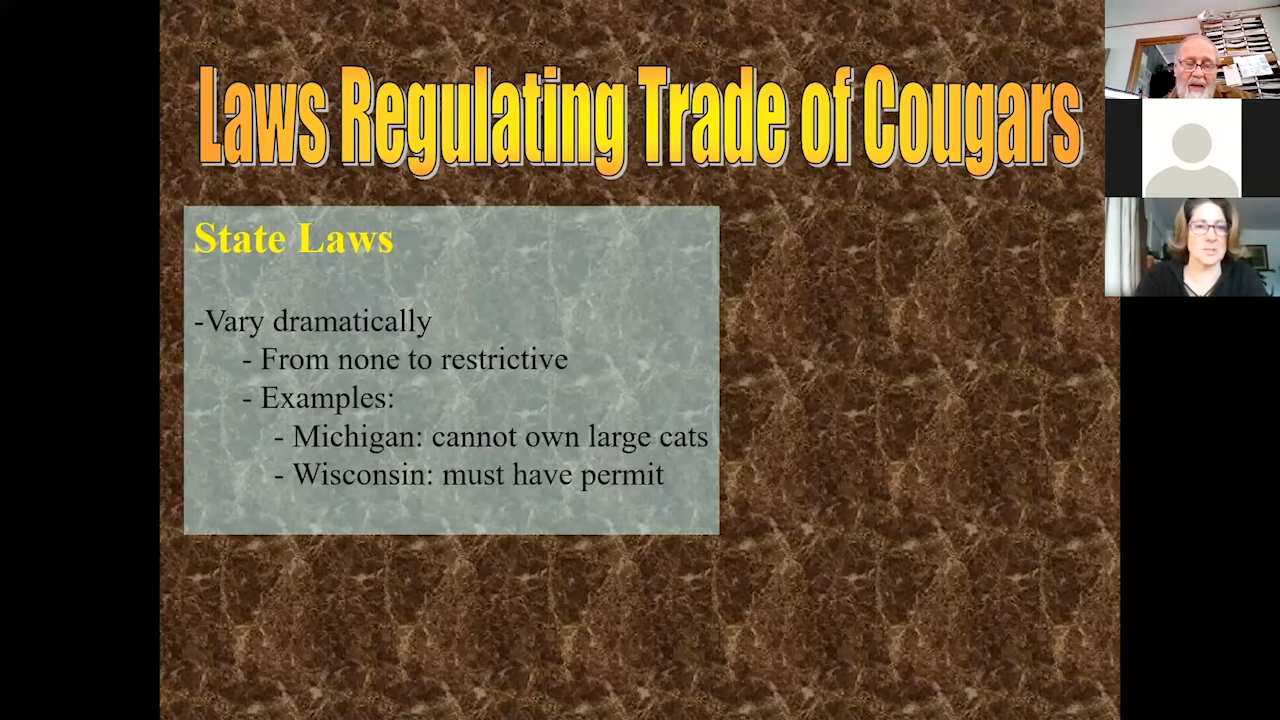 Laws Regulating Trade of Cougars
State Laws
-Vary dramatically
- From none to restrictive
- Examples:
- Michigan: cannot own large cats
- Wisconsin: must have permit